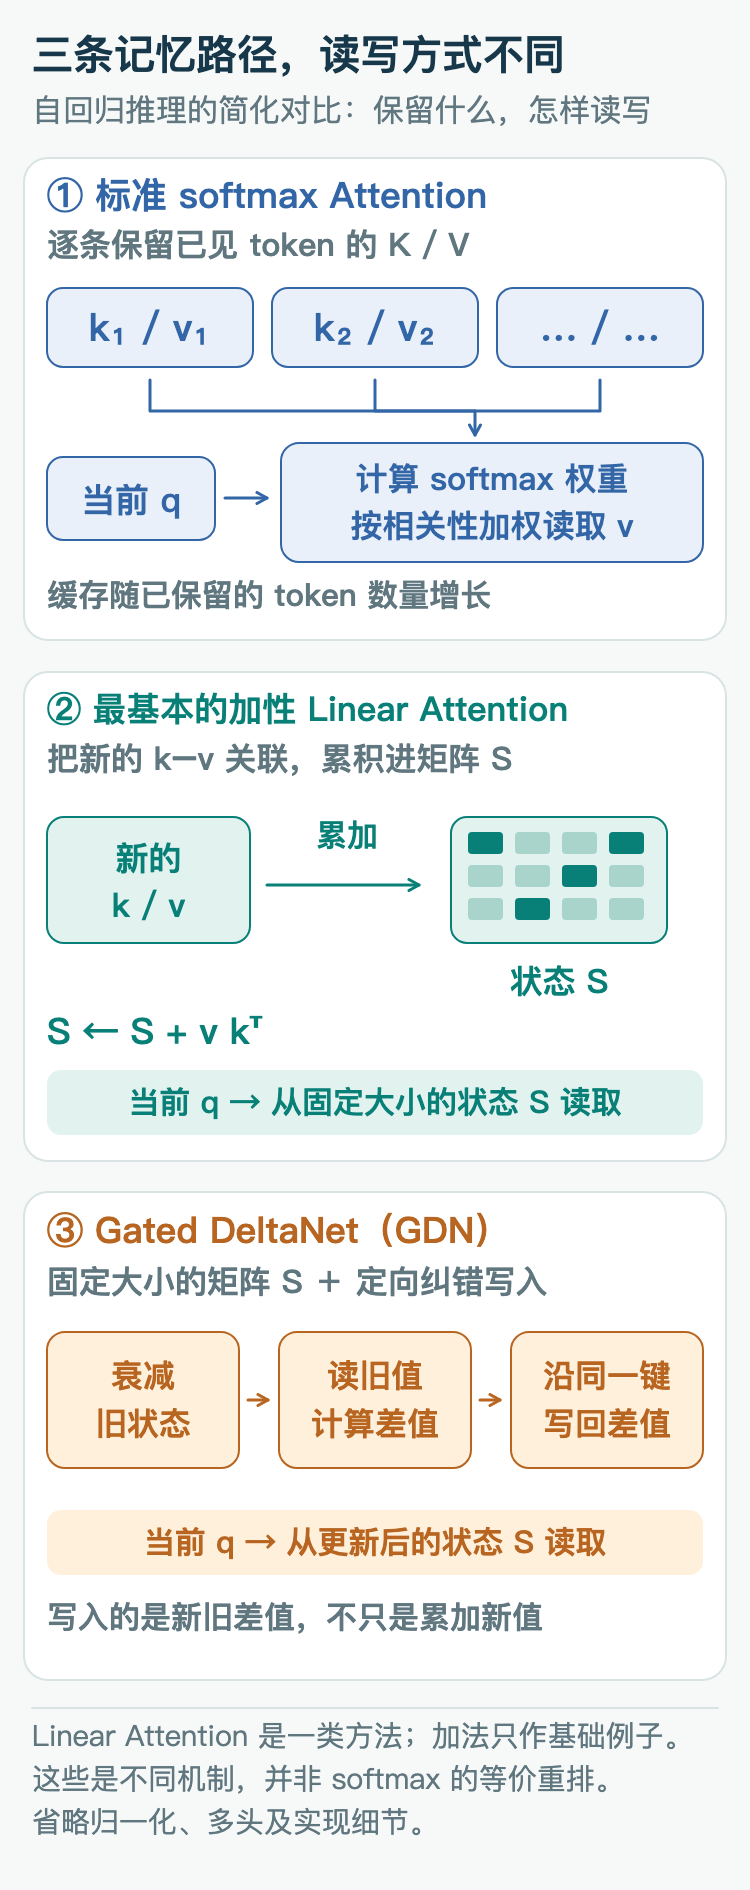 三条记忆路径，读写方式不同
自回归推理的简化对比：保留什么，怎样读写
① 标准 softmax Attention
逐条保留已见 token 的 K / V
k₁ / v₁
k₂ / v₂
… / …
当前 q
计算 softmax 权重
按相关性加权读取 v
缓存随已保留的 token 数量增长
② 最基本的加性 Linear Attention
把新的 k—v 关联，累积进矩阵 S
新的
k / v
累加
状态 S
S ← S + v kᵀ
当前 q → 从固定大小的状态 S 读取
③ Gated DeltaNet（GDN）
固定大小的矩阵 S ＋ 定向纠错写入
衰减
旧状态
读旧值
计算差值
沿同一键
写回差值
当前 q → 从更新后的状态 S 读取
写入的是新旧差值，不只是累加新值
Linear Attention 是一类方法；加法只作基础例子。
这些是不同机制，并非 softmax 的等价重排。
省略归一化、多头及实现细节。